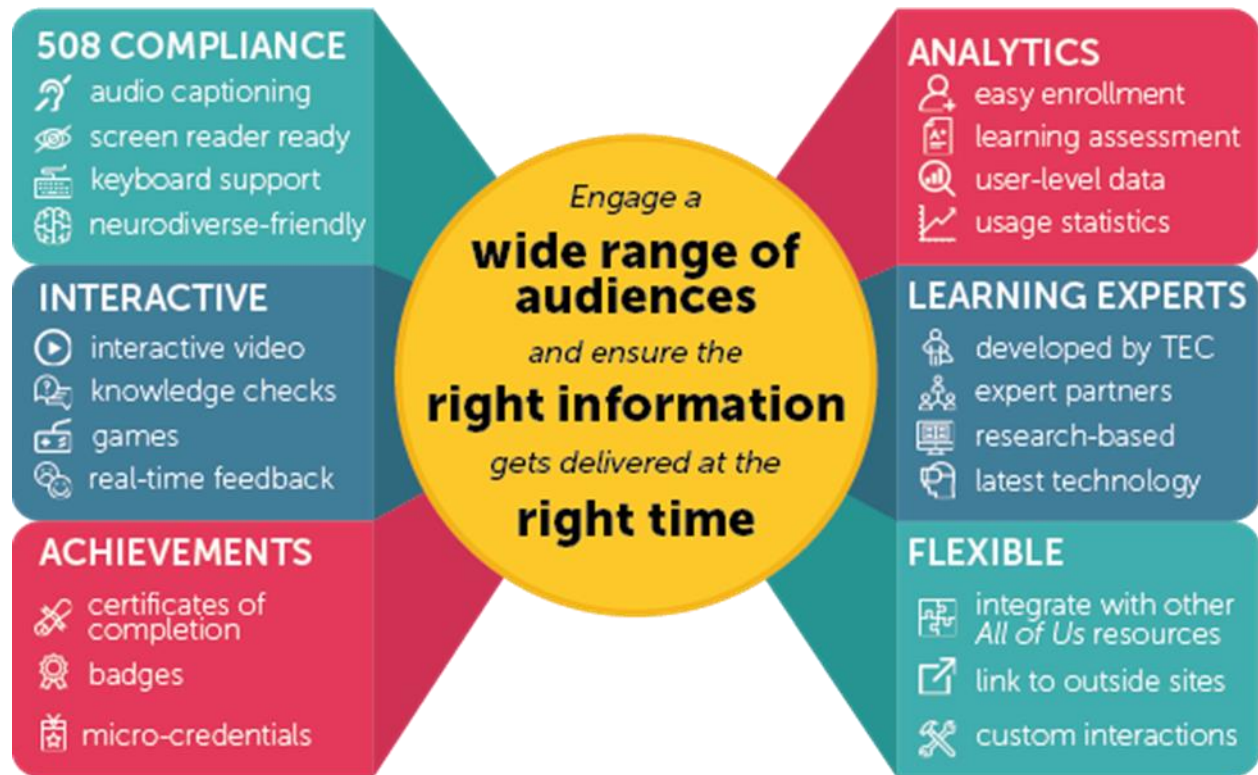 508 COMPLIANCE
audio captioning
screen reader ready
keyboard support
neurodiverse-friendly
INTERACTIVE
interactive video
knowledge checks
games
real-time feedback
ACHIEVEMENTS
certificates of
completion
badges
micro-credentials
Engage a
wide range of
audiences
and ensure the
right information
gets delivered at the
right time
ANALYTICS
easy enrollment
learning assessment
user-level data
usage statistics
LEARNING EXPERTS
developed by TEC
expert partners
research-based
latest technology
FLEXIBLE
integrate with other
All of Us resources
link to outside sites
custom interactions